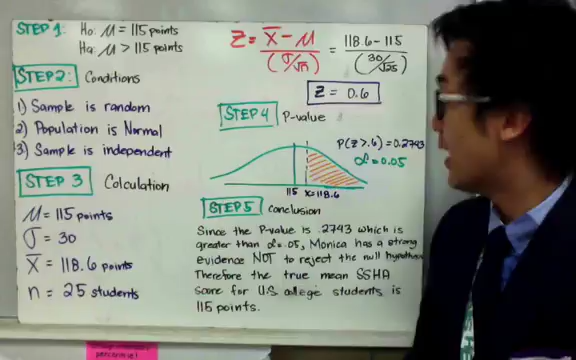 STEP 1: Ho: μ = 115 points
Ha: μ > 115 points
STEP 2: Conditions
1) Sample is random
2) Population is Normal
3) Sample is independent
STEP 3 Calculation
μ = 115 points
σ = 30
x̄ = 118.6 points
n = 25 students
Z = x̄ - μ / (σ/√n) = 118.6 - 115 / (30/√25)
Z = 0.6
STEP 4 P-value
P(Z > .6) = 0.2743
α = 0.05
115 x̄=118.6
STEP 5 Conclusion
Since the P-value is .2743 which is
greater than α = .05, Monica has a strong
evidence NOT to reject the null
Therefore the true mean SSHA
Score for U.S. college students is
115 points.